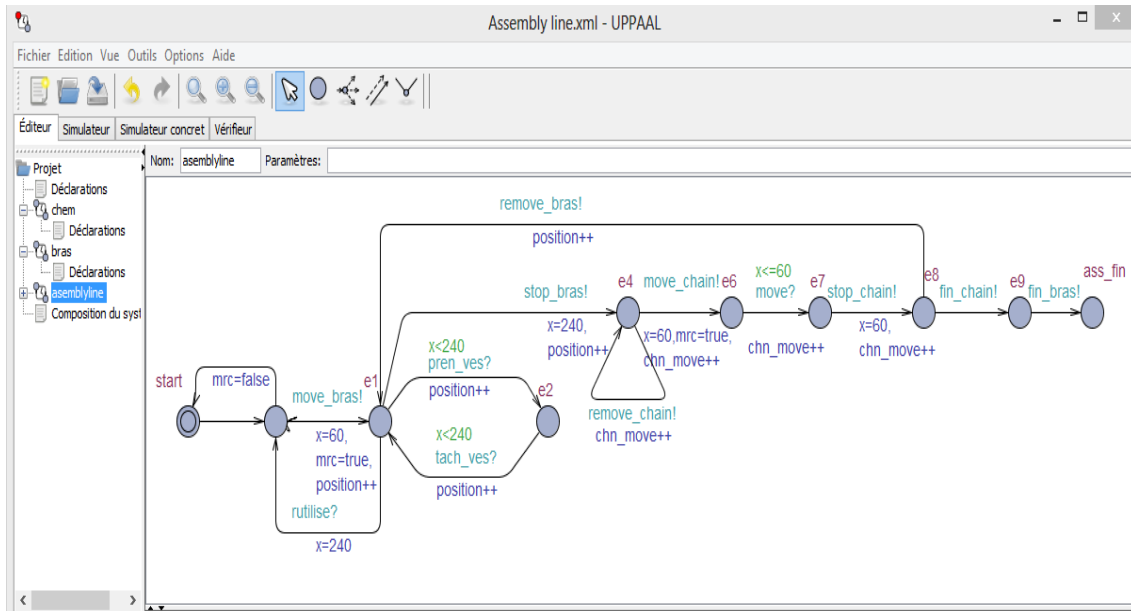 Assembly line.xml - UPPAAL
Fichier Edition Vue Outils Options Aide
Éditeur Simulateur Simulateur concret Vérifieur
Projet
Déclarations
chem
Déclarations
bras
Déclarations
asemblyline
Composition du syst
Nom: asemblyline Paramètres:
remove_bras!
position++
e4 move_chain! e6 x<=60 e7 e8 e9 ass_fin
move?
stop_bras! stop_chain! fin_chain! fin_bras!
x=240,
position++
x=60,mrc=true,
chn_move++
chn_move++
x=60,
chn_move++
remove_chain!
chn_move++
start mrc=false e1
move_bras!
x=60,
mrc=true,
position++
x<240
pren_ves?
position++
e2
x<240
tach_ves?
position++
rutilise?
x=240